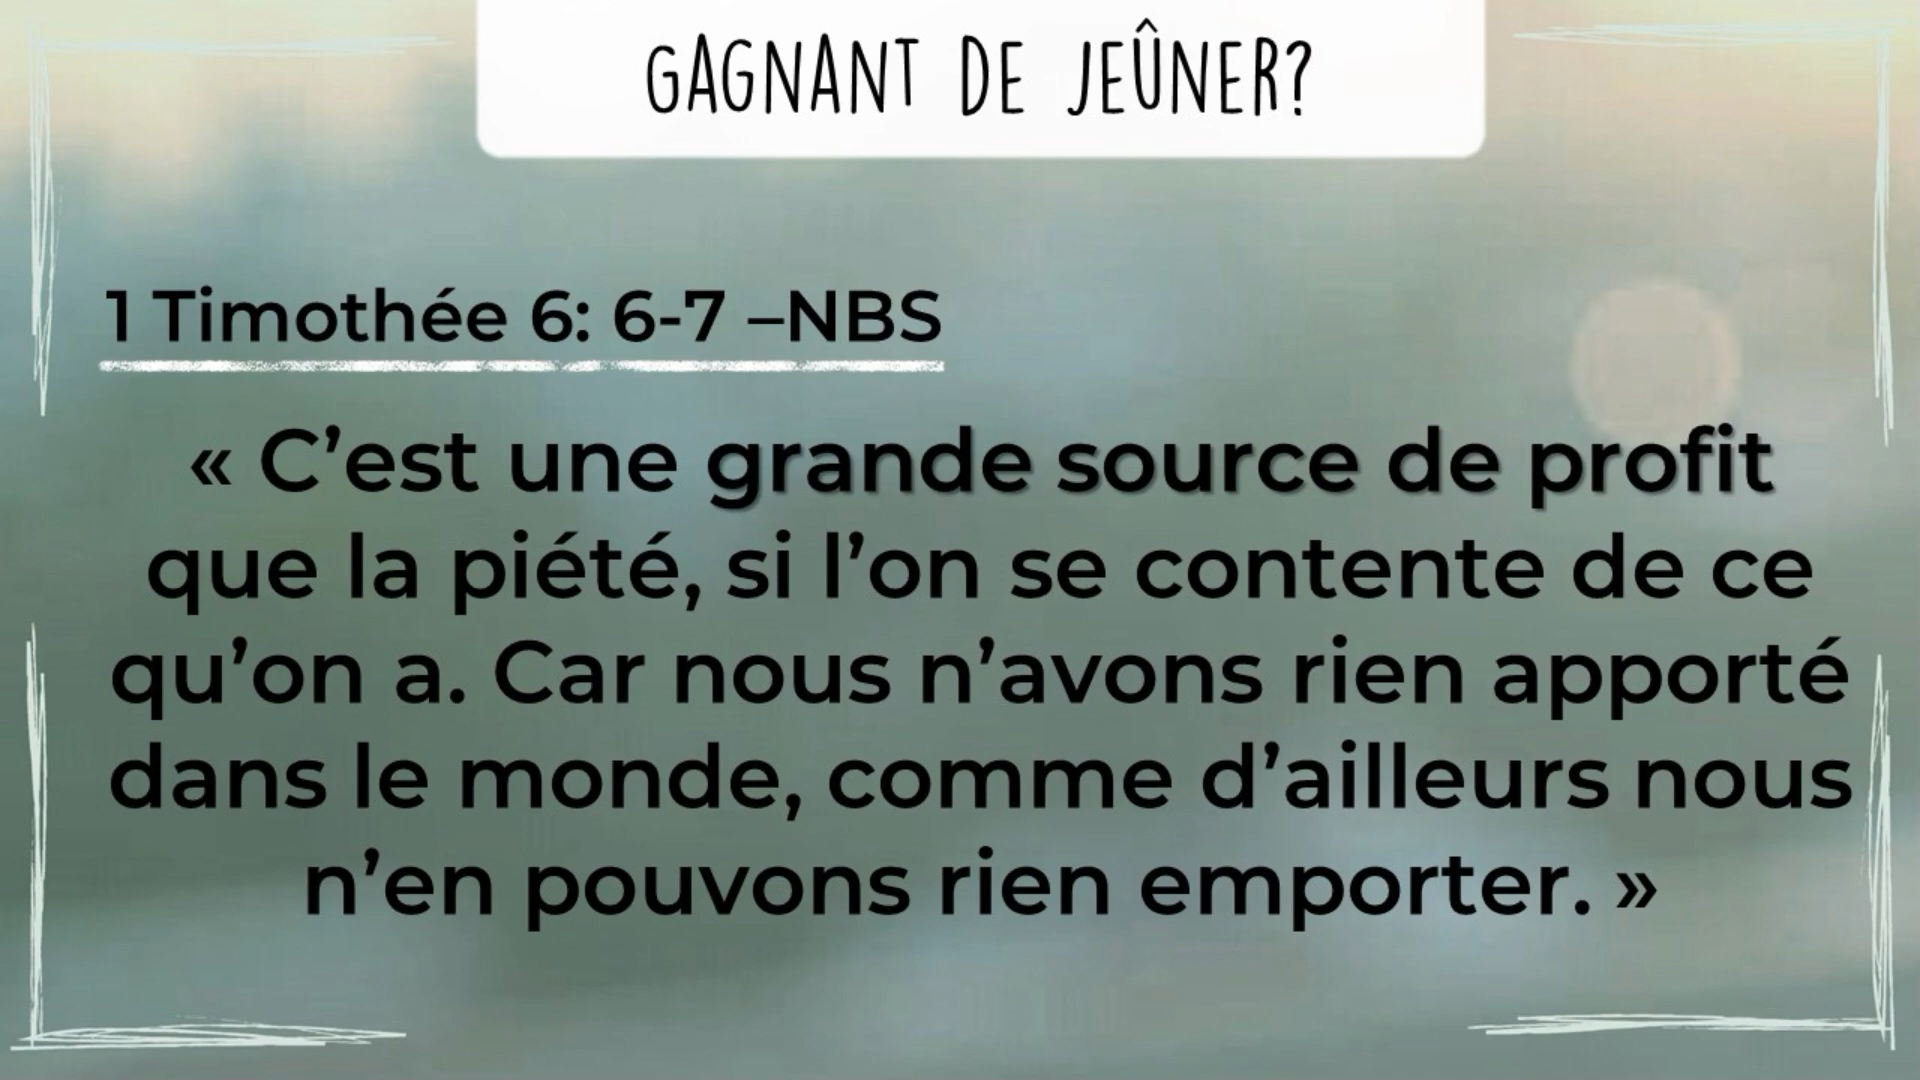 GAGNANT DE JEÛNER?
1 Timothée 6: 6-7 –NBS
« C’est une grande source de profit
que la piété, si l’on se contente de ce
qu’on a. Car nous n’avons rien apporté
dans le monde, comme d’ailleurs nous
n’en pouvons rien emporter. »